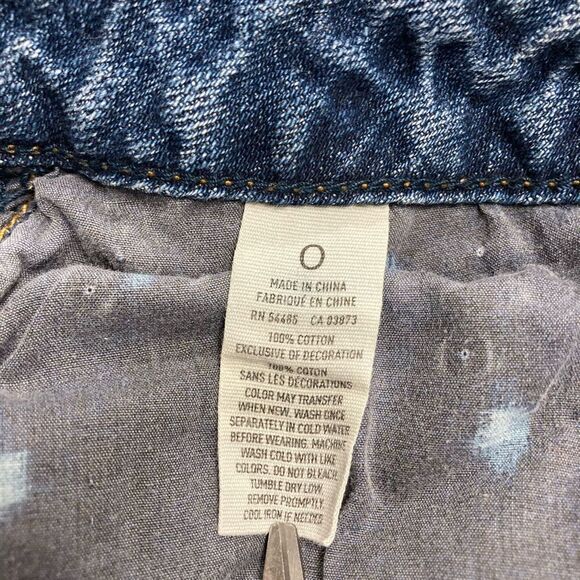 0
MADE IN CHINA
FABRIQUÉ EN CHINE
RN 54485 CA 03873
100% COTTON
EXCLUSIVE OF DECORATION
100% COTON
SANS LES DÉCORATIONS
COLOR MAY TRANSFER
WHEN NEW. WASH ONCE
SEPARATELY IN COLD WATER
BEFORE WEARING. MACHINE
WASH COLD WITH LIKE
COLORS. DO NOT BLEACH.
TUMBLE DRY LOW.
REMOVE PROMPTLY.
COOL IRON IF NEEDED